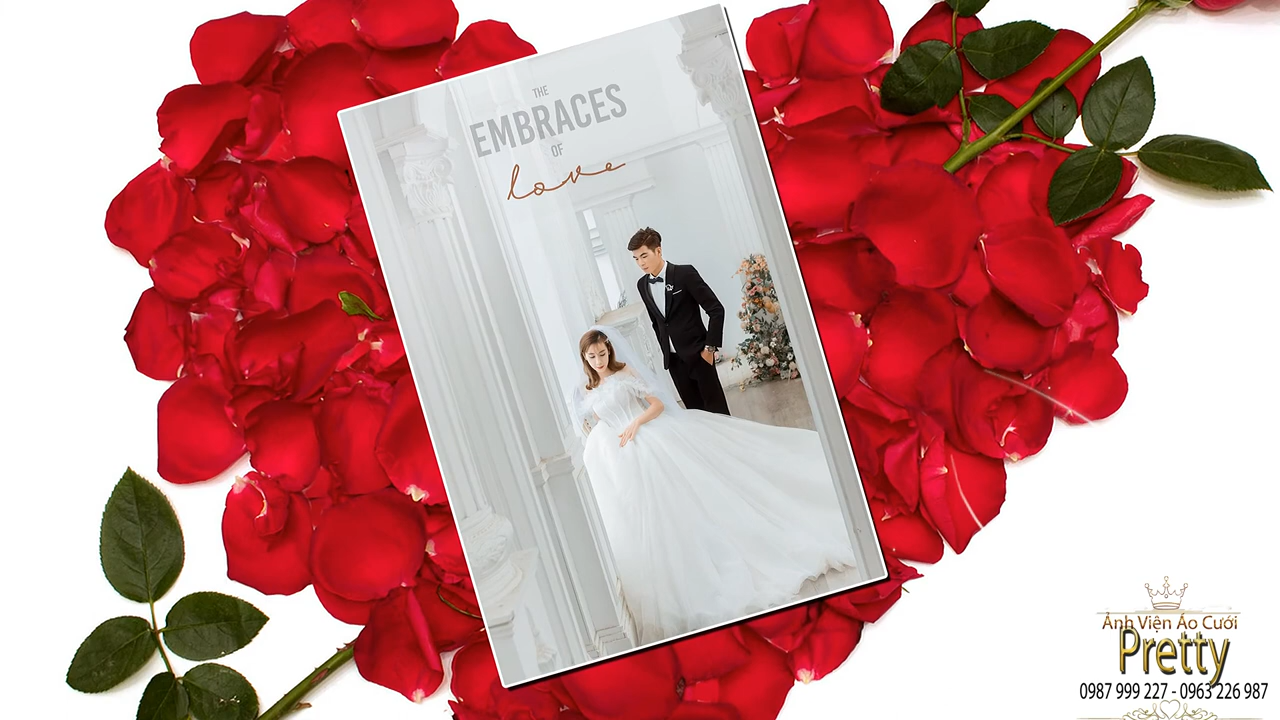 THE
EMBRACES
OF
love
Ảnh Viện Áo Cưới
Pretty
0987 999 227 - 0963 226 987